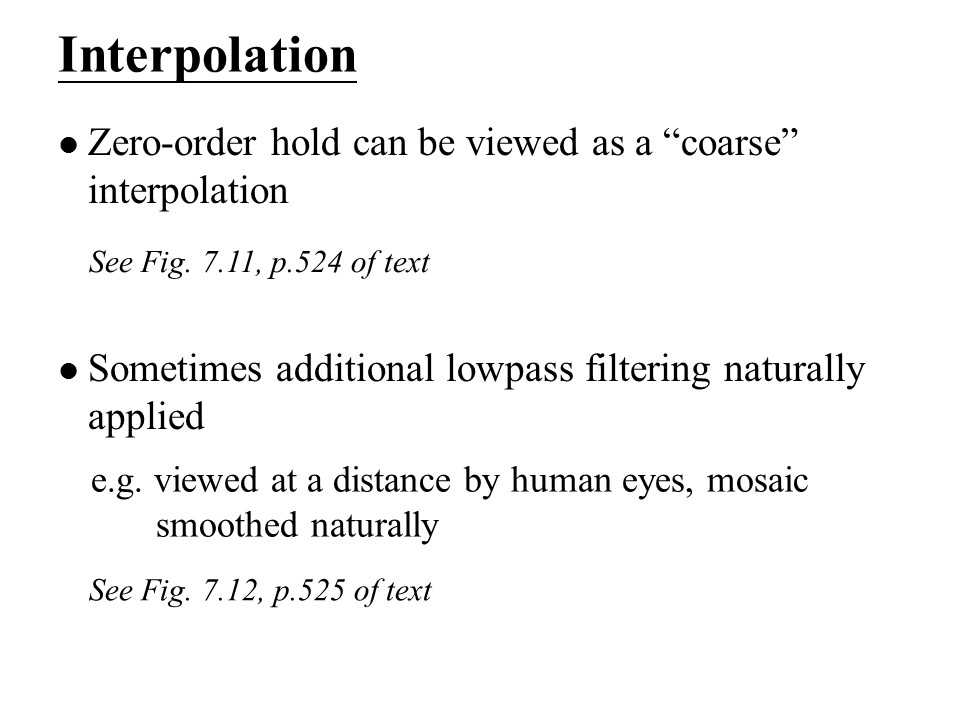 Interpolation
● Zero-order hold can be viewed as a “coarse”
interpolation
See Fig. 7.11, p.524 of text
● Sometimes additional lowpass filtering naturally
applied
e.g. viewed at a distance by human eyes, mosaic
smoothed naturally
See Fig. 7.12, p.525 of text